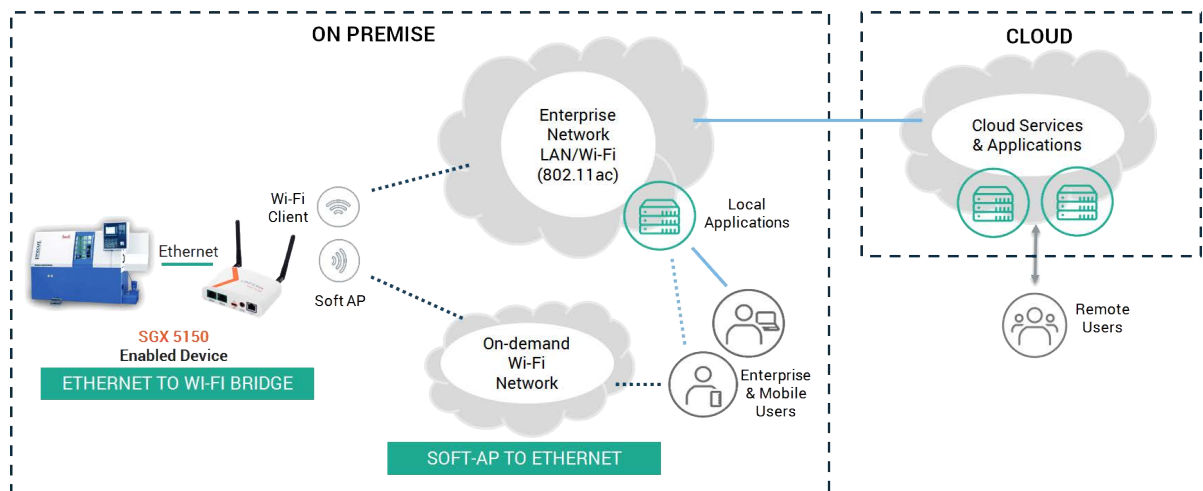 ON PREMISE
CLOUD
Enterprise
Network
LAN/Wi-Fi
(802.11ac)
Cloud Services
& Applications
Wi-Fi
Client
Local
Applications
Ethernet
Soft AP
SGX 5150
Enabled Device
ETHERNET TO WI-FI BRIDGE
On-demand
Wi-Fi
Network
Enterprise
& Mobile
Users
Remote
Users
SOFT-AP TO ETHERNET